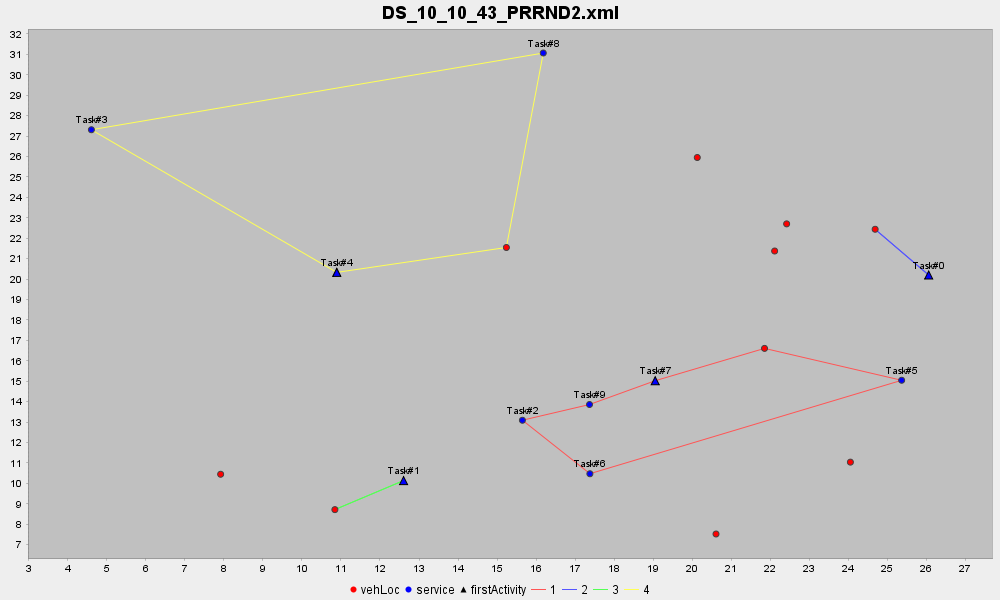 DS_10_10_43_PRRND2.xml
32
31
30
29
28
27
26
25
24
23
22
21
20
19
18
17
16
15
14
13
12
11
10
9
8
7
Task#8
Task#3
Task#4
Task#0
Task#7
Task#5
Task#9
Task#2
Task#6
Task#1
3 4 5 6 7 8 9 10 11 12 13 14 15 16 17 18 19 20 21 22 23 24 25 26 27
vehLoc service firstActivity 1 2 3 4